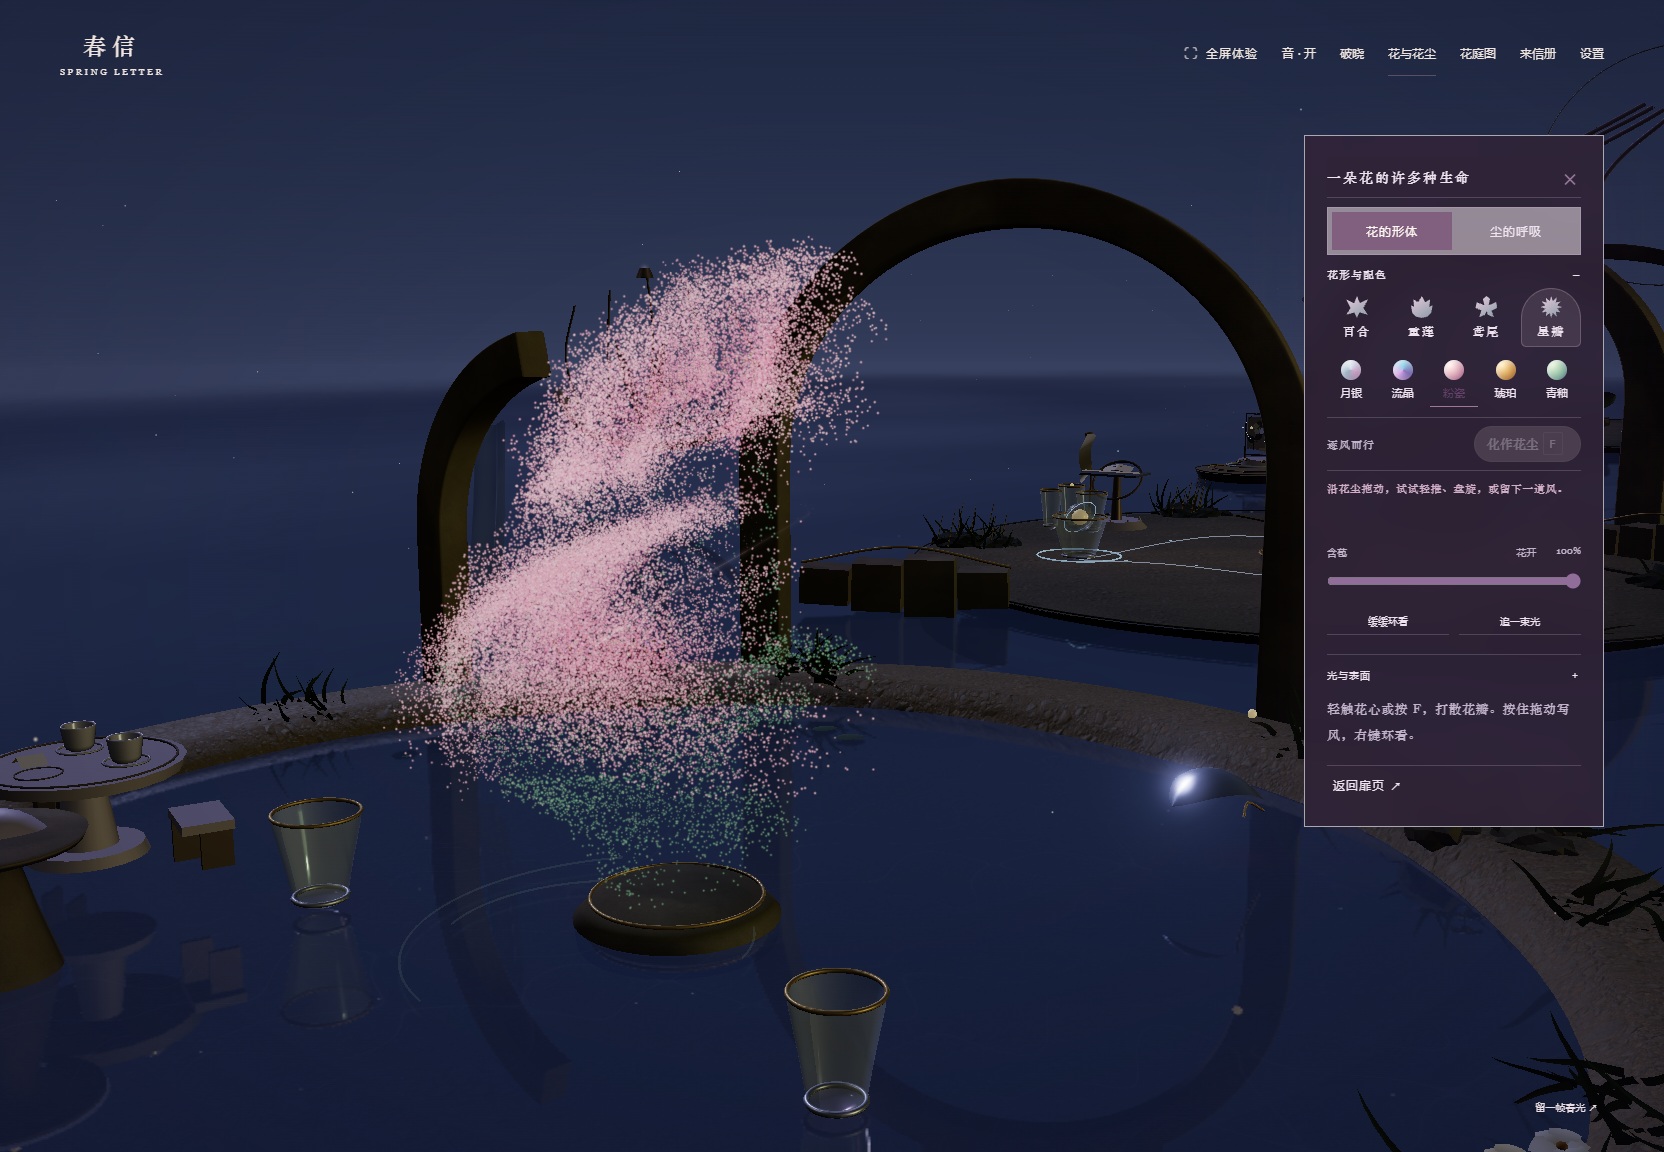 春信
SPRING LETTER
全屏体验 音·开 破晓 花与花尘 花庭图 来信册 设置
一朵花的许多种生命
花的形体 尘的呼吸
花形与配色
百合 重莲 鸢尾 星瓣
月银 流晶 粉瓷 琥珀 青釉
逐风而行 化作花尘 F
沿花尘拖动，试试轻推、盘旋，或留下一道风。
含苞 花开 100%
缓缓环看 追一束光
光与表面
轻触花心或按 F，打散花瓣。按住拖动写
风，右键环看。
返回扉页 ↗
留一帧春光 ↗